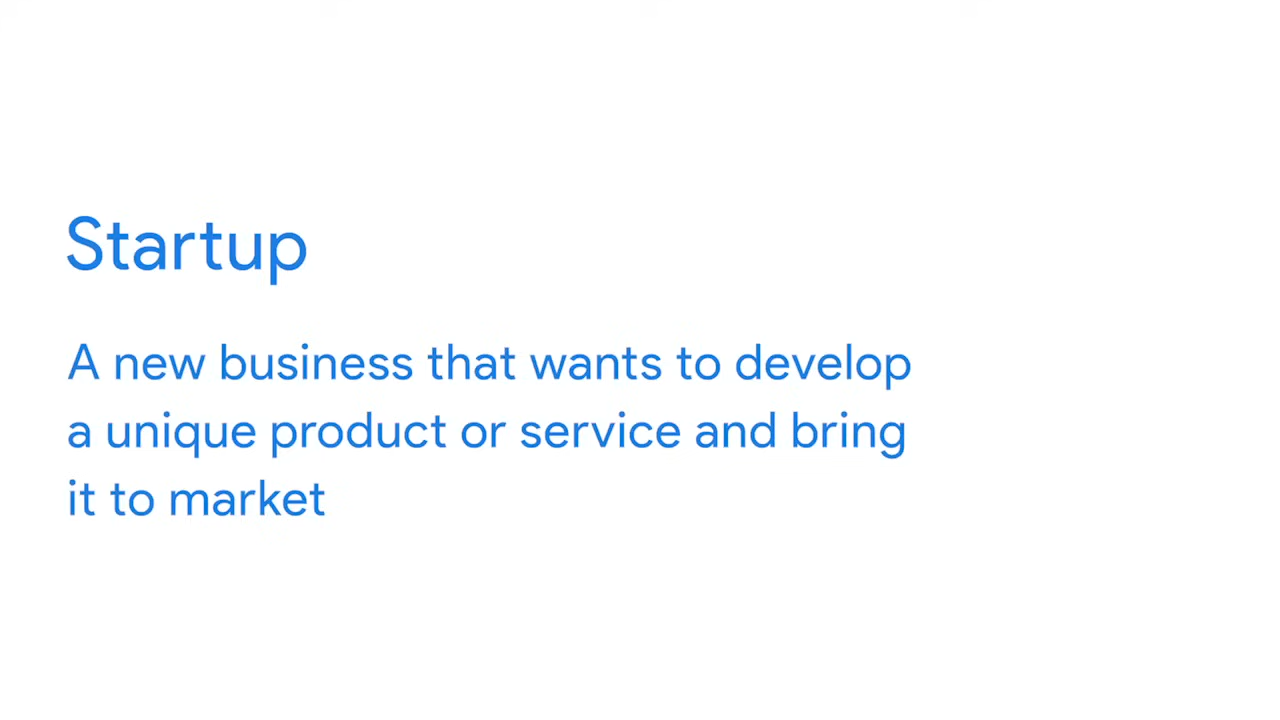 Startup
A new business that wants to develop
a unique product or service and bring
it to market